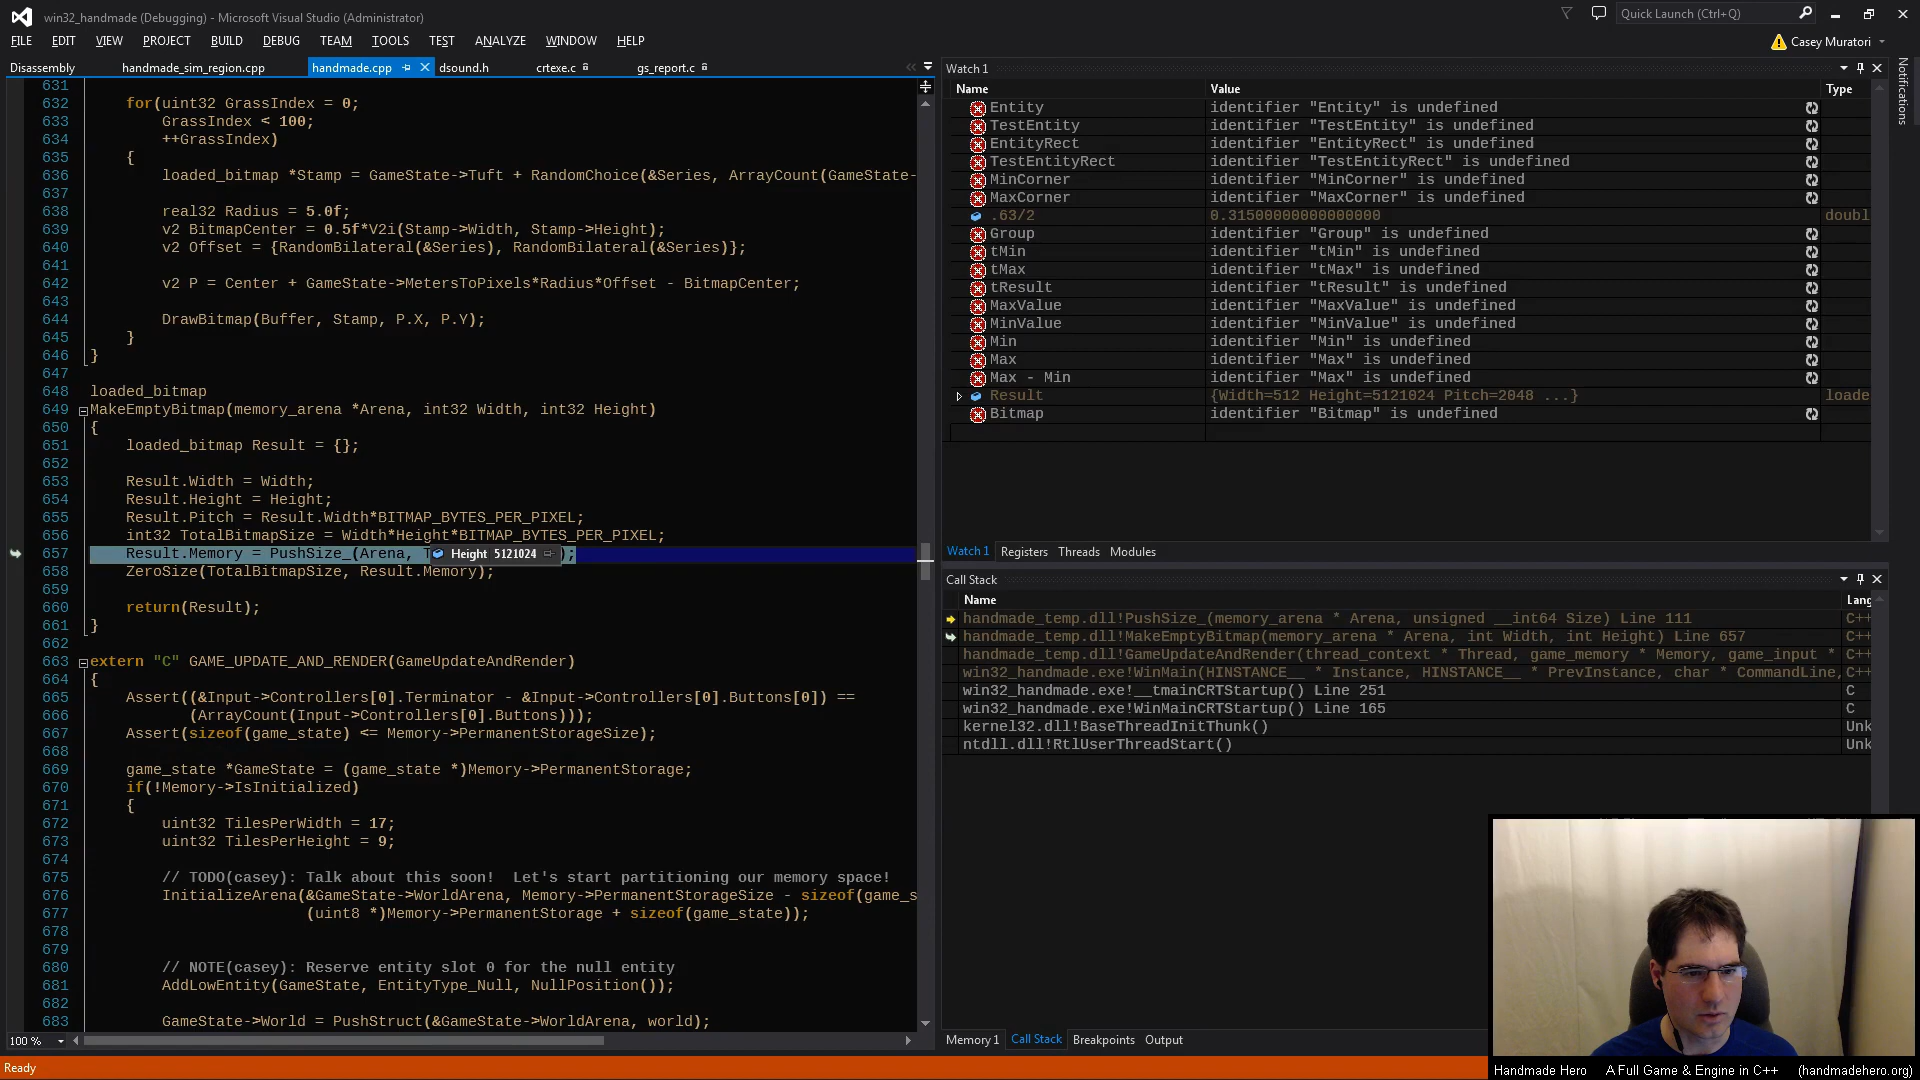 win32_handmade (Debugging) - Microsoft Visual Studio (Administrator)
Quick Launch (Ctrl+Q)
FILE EDIT VIEW PROJECT BUILD DEBUG TEAM TOOLS TEST ANALYZE WINDOW HELP
Casey Muratori
Disassembly handmade_sim_region.cpp handmade.cpp dsound.h crtexe.c gs_report.c
631
632 for(uint32 GrassIndex = 0;
633 GrassIndex < 100;
634 ++GrassIndex)
635 {
636 loaded_bitmap *Stamp = GameState->Tuft + RandomChoice(&Series, ArrayCount(GameState-
637
638 real32 Radius = 5.0f;
639 v2 BitmapCenter = 0.5f*V2i(Stamp->Width, Stamp->Height);
640 v2 Offset = {RandomBilateral(&Series), RandomBilateral(&Series)};
641
642 v2 P = Center + GameState->MetersToPixels*Radius*Offset - BitmapCenter;
643
644 DrawBitmap(Buffer, Stamp, P.X, P.Y);
645 }
646 }
647
648 loaded_bitmap
649 MakeEmptyBitmap(memory_arena *Arena, int32 Width, int32 Height)
650 {
651 loaded_bitmap Result = {};
652
653 Result.Width = Width;
654 Result.Height = Height;
655 Result.Pitch = Result.Width*BITMAP_BYTES_PER_PIXEL;
656 int32 TotalBitmapSize = Width*Height*BITMAP_BYTES_PER_PIXEL;
657 Result.Memory = PushSize_(Arena, T Height 5121024 );
658 ZeroSize(TotalBitmapSize, Result.Memory);
659
660 return(Result);
661 }
662
663 extern "C" GAME_UPDATE_AND_RENDER(GameUpdateAndRender)
664 {
665 Assert((&Input->Controllers[0].Terminator - &Input->Controllers[0].Buttons[0]) ==
666 (ArrayCount(Input->Controllers[0].Buttons)));
667 Assert(sizeof(game_state) <= Memory->PermanentStorageSize);
668
669 game_state *GameState = (game_state *)Memory->PermanentStorage;
670 if(!Memory->IsInitialized)
671 {
672 uint32 TilesPerWidth = 17;
673 uint32 TilesPerHeight = 9;
674
675 // TODO(casey): Talk about this soon! Let's start partitioning our memory space!
676 InitializeArena(&GameState->WorldArena, Memory->PermanentStorageSize - sizeof(game_s
677 (uint8 *)Memory->PermanentStorage + sizeof(game_state));
678
679
680 // NOTE(casey): Reserve entity slot 0 for the null entity
681 AddLowEntity(GameState, EntityType_Null, NullPosition());
682
683 GameState->World = PushStruct(&GameState->WorldArena, world);
100 %
Ready
Watch 1
Name Value Type
Entity identifier "Entity" is undefined
TestEntity identifier "TestEntity" is undefined
EntityRect identifier "EntityRect" is undefined
TestEntityRect identifier "TestEntityRect" is undefined
MinCorner identifier "MinCorner" is undefined
MaxCorner identifier "MaxCorner" is undefined
.63/2 0.31500000000000000 doubl
Group identifier "Group" is undefined
tMin identifier "tMin" is undefined
tMax identifier "tMax" is undefined
tResult identifier "tResult" is undefined
MaxValue identifier "MaxValue" is undefined
MinValue identifier "MinValue" is undefined
Min identifier "Min" is undefined
Max identifier "Max" is undefined
Max - Min identifier "Max" is undefined
Result {Width=512 Height=5121024 Pitch=2048 ...} loade
Bitmap identifier "Bitmap" is undefined
Watch 1 Registers Threads Modules
Call Stack
Name Lang
handmade_temp.dll!PushSize_(memory_arena * Arena, unsigned __int64 Size) Line 111 C++
handmade_temp.dll!MakeEmptyBitmap(memory_arena * Arena, int Width, int Height) Line 657 C++
handmade_temp.dll!GameUpdateAndRender(thread_context * Thread, game_memory * Memory, game_input * C++
win32_handmade.exe!WinMain(HINSTANCE__ * Instance, HINSTANCE__ * PrevInstance, char * CommandLine, C++
win32_handmade.exe!__tmainCRTStartup() Line 251 C
win32_handmade.exe!WinMainCRTStartup() Line 165 C
kernel32.dll!BaseThreadInitThunk() Unk
ntdll.dll!RtlUserThreadStart() Unk
Memory 1 Call Stack Breakpoints Output
Notifications
Handmade Hero A Full Game & Engine in C++ (handmadehero.org)